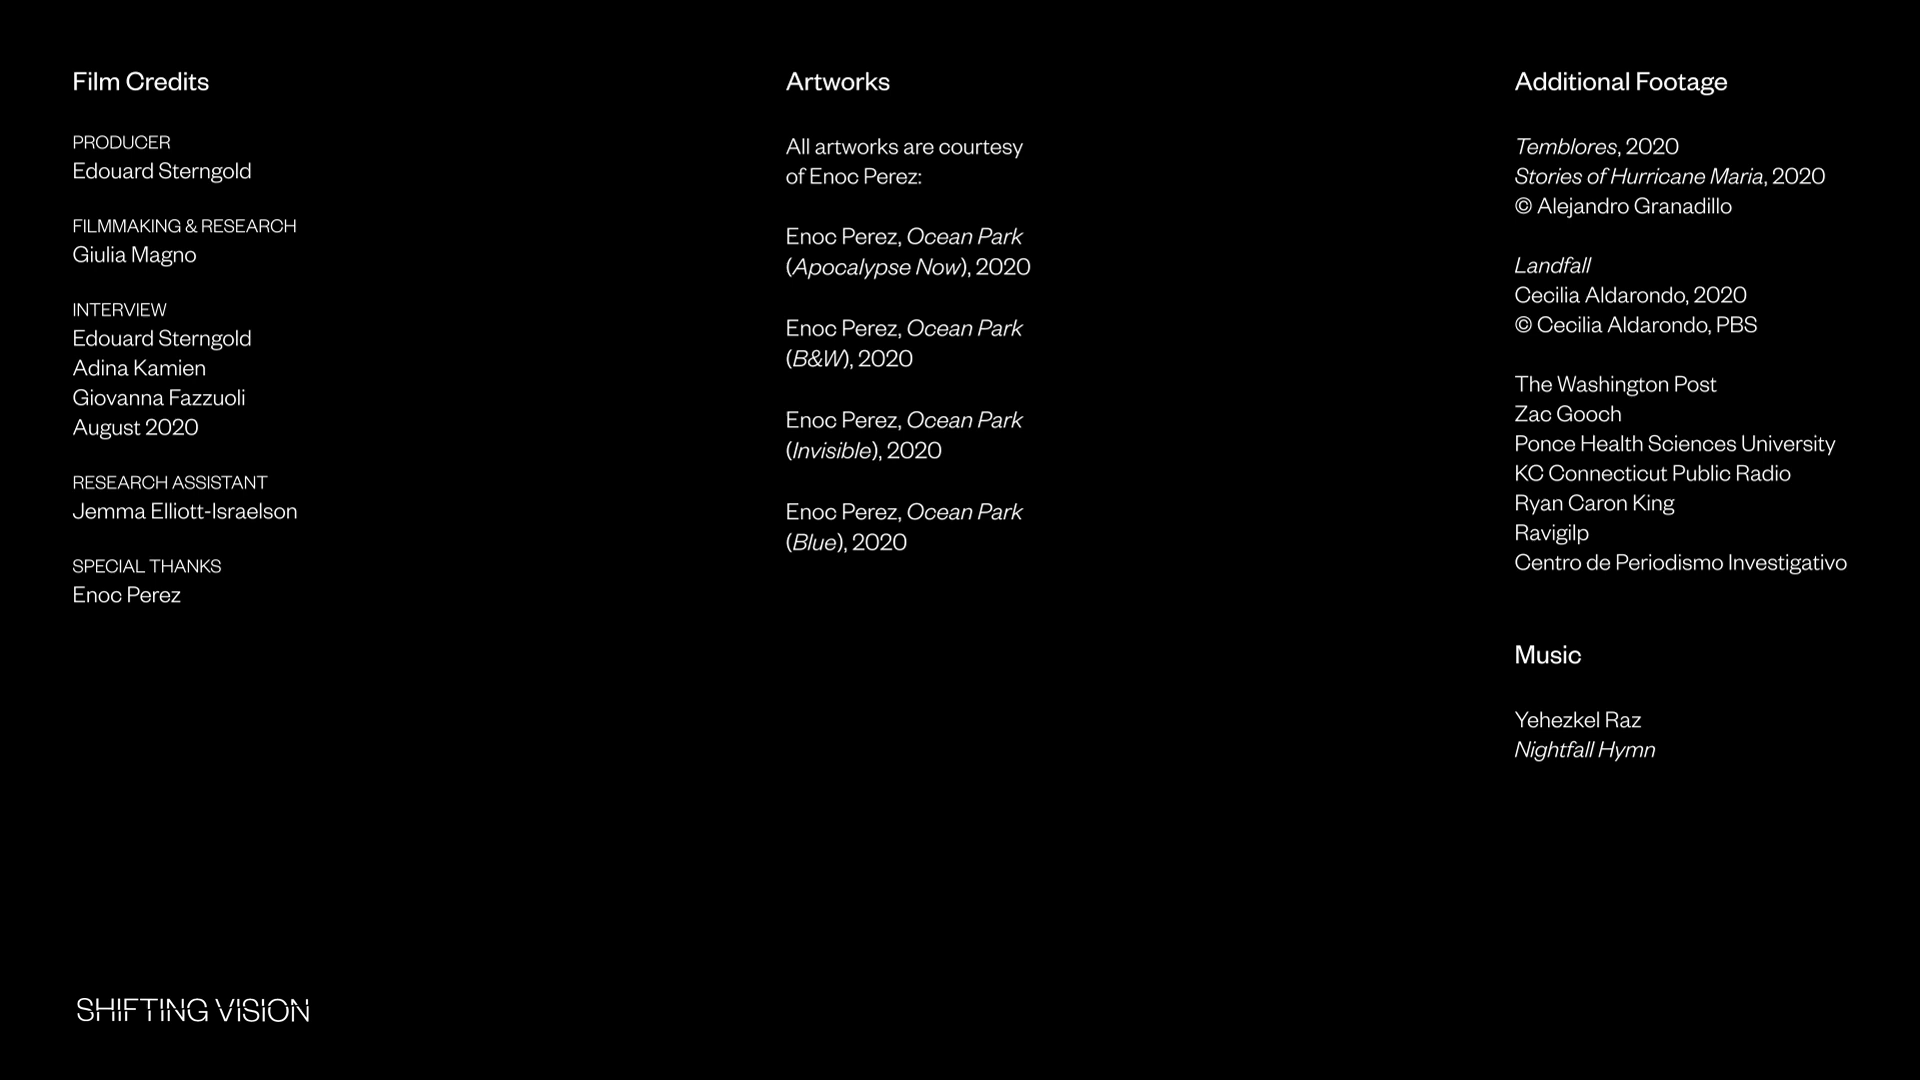 Film Credits
PRODUCER
Edouard Sterngold
FILMMAKING & RESEARCH
Giulia Magno
INTERVIEW
Edouard Sterngold
Adina Kamien
Giovanna Fazzuoli
August 2020
RESEARCH ASSISTANT
Jemma Elliott-Israelson
SPECIAL THANKS
Enoc Perez
Artworks
All artworks are courtesy
of Enoc Perez:
Enoc Perez, Ocean Park
(Apocalypse Now), 2020
Enoc Perez, Ocean Park
(B&W), 2020
Enoc Perez, Ocean Park
(Invisible), 2020
Enoc Perez, Ocean Park
(Blue), 2020
Additional Footage
Temblores, 2020
Stories of Hurricane Maria, 2020
© Alejandro Granadillo
Landfall
Cecilia Aldarondo, 2020
© Cecilia Aldarondo, PBS
The Washington Post
Zac Gooch
Ponce Health Sciences University
KC Connecticut Public Radio
Ryan Caron King
Ravigilp
Centro de Periodismo Investigativo
Music
Yehezkel Raz
Nightfall Hymn
SHIFTING VISION